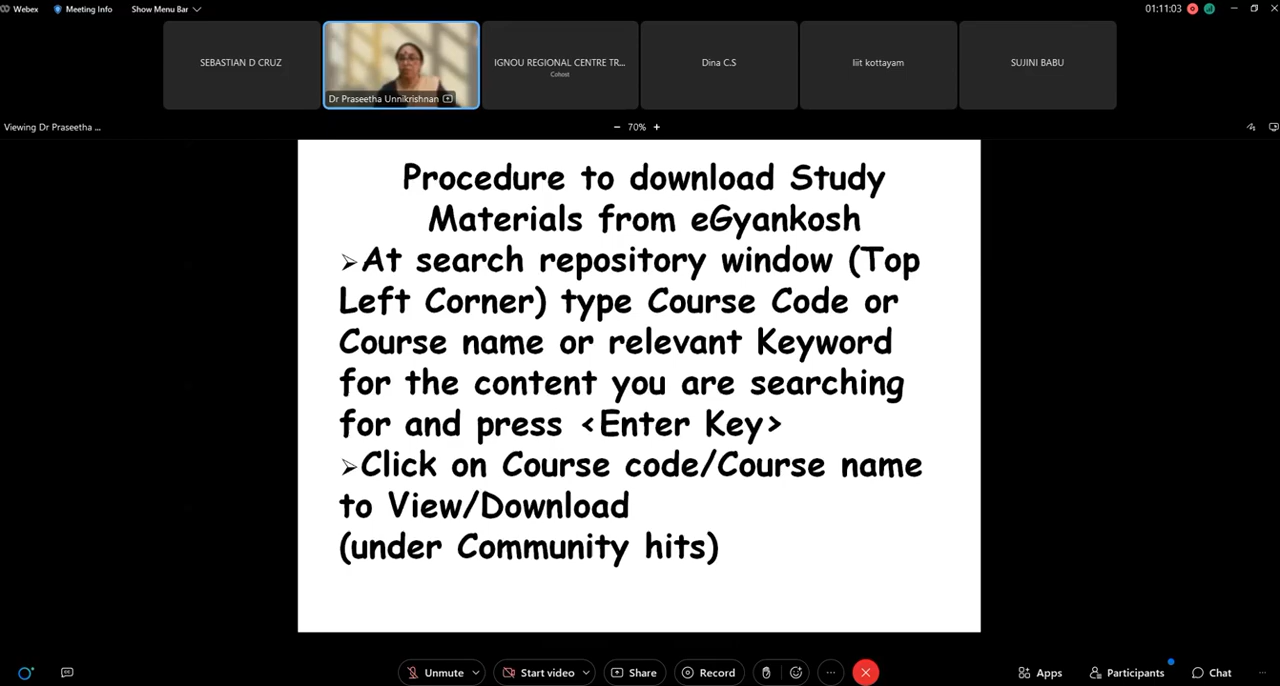 Webex Meeting Info Show Menu Bar 01:11:03
SEBASTIAN D CRUZ
Dr Praseetha Unnikrishnan
IGNOU REGIONAL CENTRE TR...
Cohost
Dina C.S
liit kottayam
SUJINI BABU
Viewing Dr Praseetha ...
− 70% +
Procedure to download Study
Materials from eGyankosh
➢At search repository window (Top
Left Corner) type Course Code or
Course name or relevant Keyword
for the content you are searching
for and press <Enter Key>
➢Click on Course code/Course name
to View/Download
(under Community hits)
Unmute Start video Share Record Apps Participants Chat